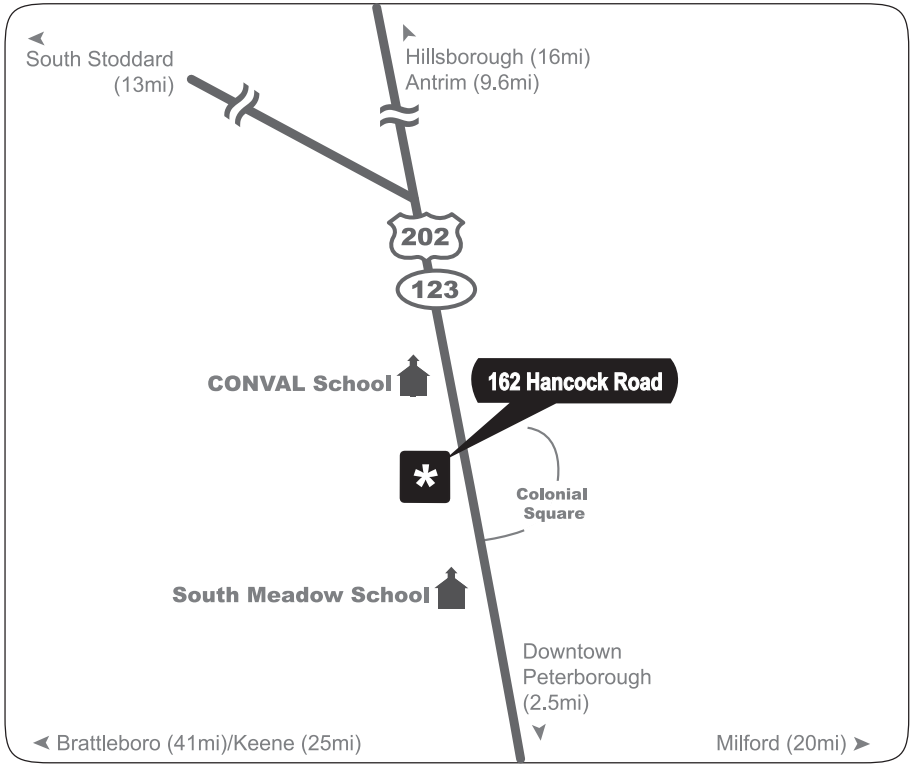 South Stoddard
(13mi)
Hillsborough (16mi)
Antrim (9.6mi)
202
123
CONVAL School
162 Hancock Road
*
Colonial
Square
South Meadow School
Downtown
Peterborough
(2.5mi)
Brattleboro (41mi)/Keene (25mi)
Milford (20mi)